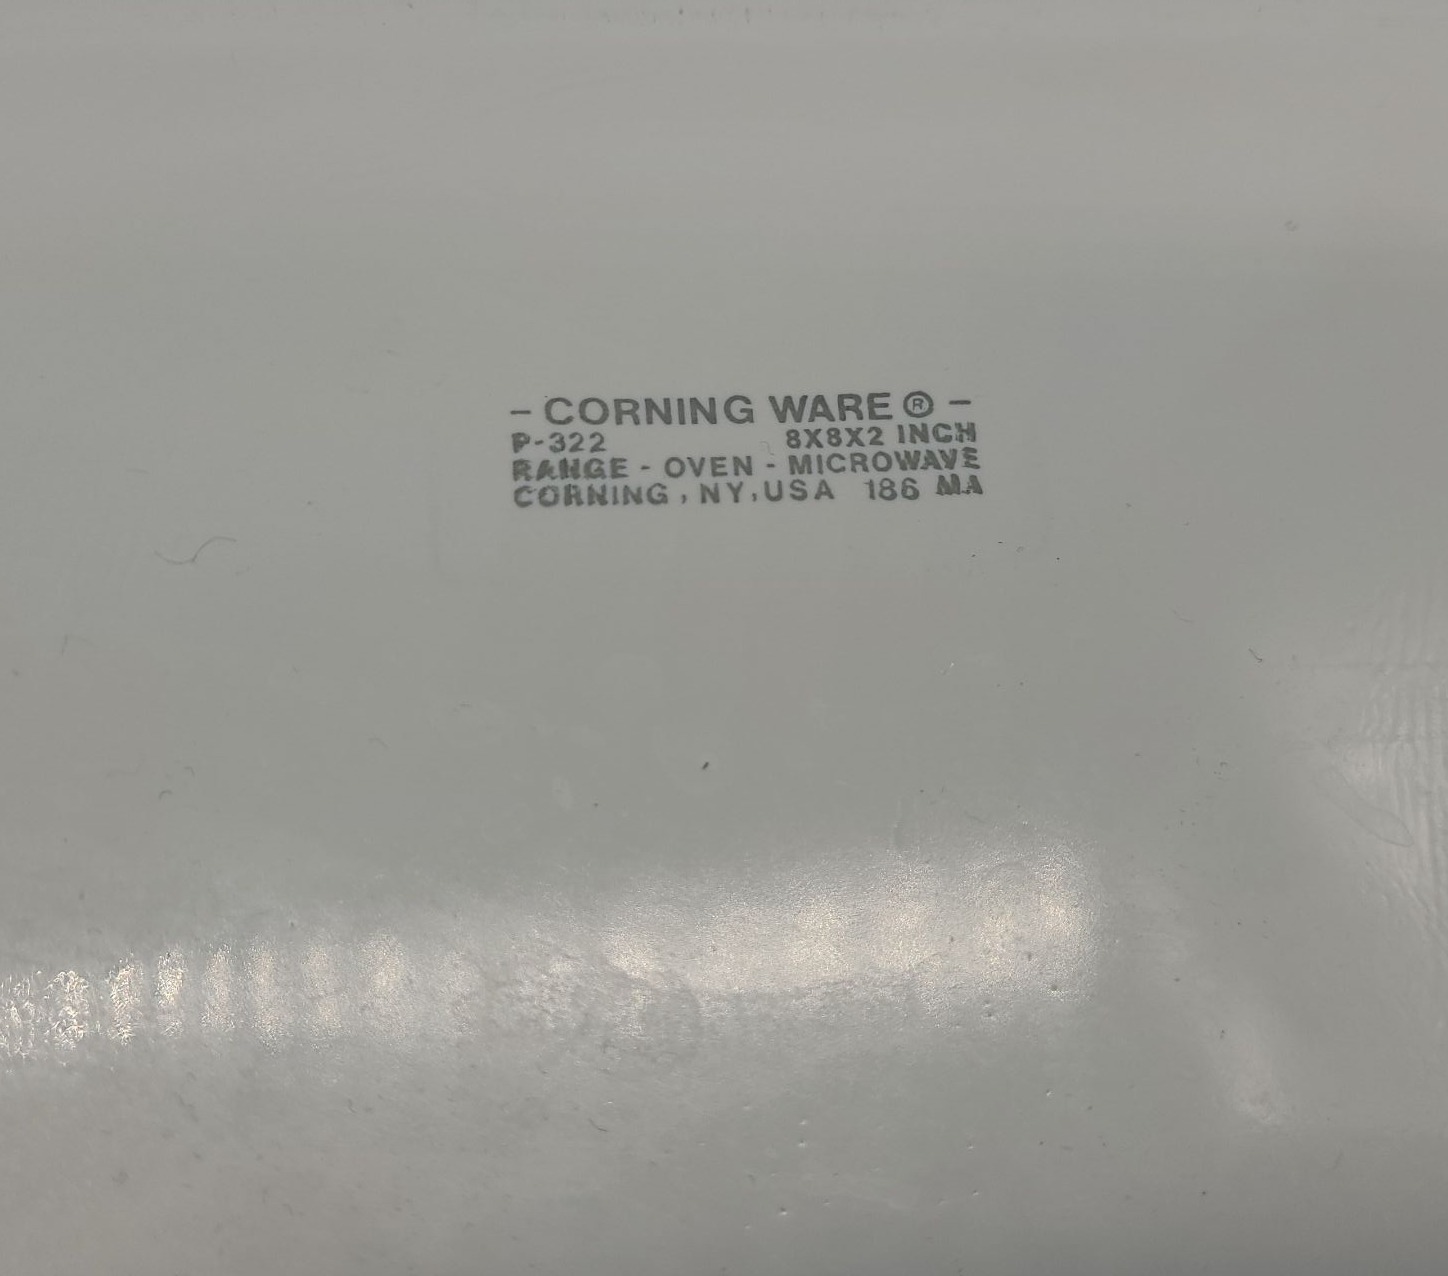 - CORNING WARE ® -
P-322 8X8X2 INCH
RANGE - OVEN - MICROWAVE
CORNING, NY, USA 186 MA